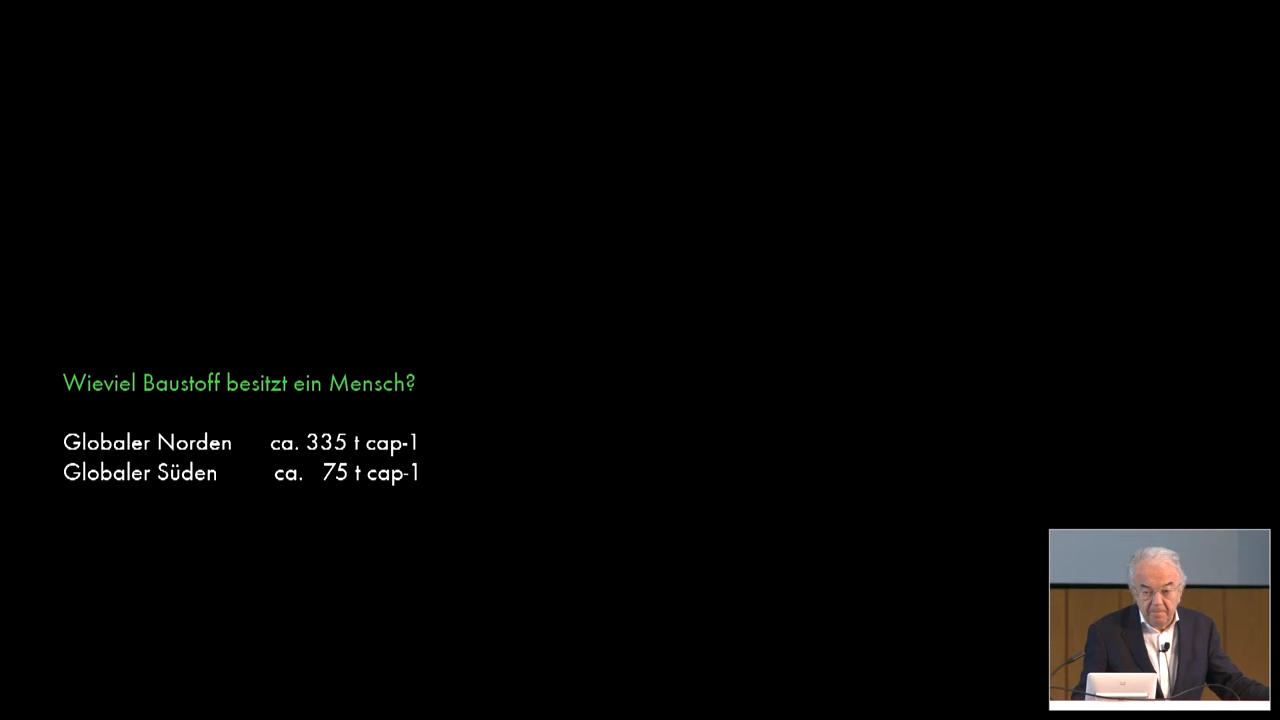 Wieviel Baustoff besitzt ein Mensch?
Globaler Norden ca. 335 t cap-1
Globaler Süden ca. 75 t cap-1